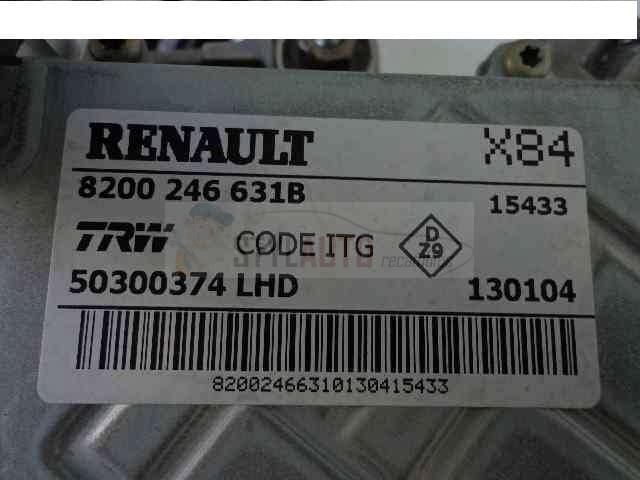 RENAULT X84
8200 246 631B 15433
TRW CODE ITG D Z9
50300374 LHD 130104
82002466310130415433